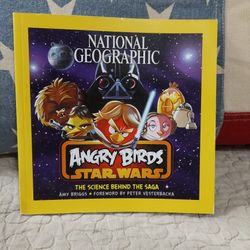 NATIONAL
GEOGRAPHIC
ANGRY BIRDS
STAR WARS
THE SCIENCE BEHIND THE SAGA
AMY BRIGGS • FOREWORD BY PETER VESTERBACKA